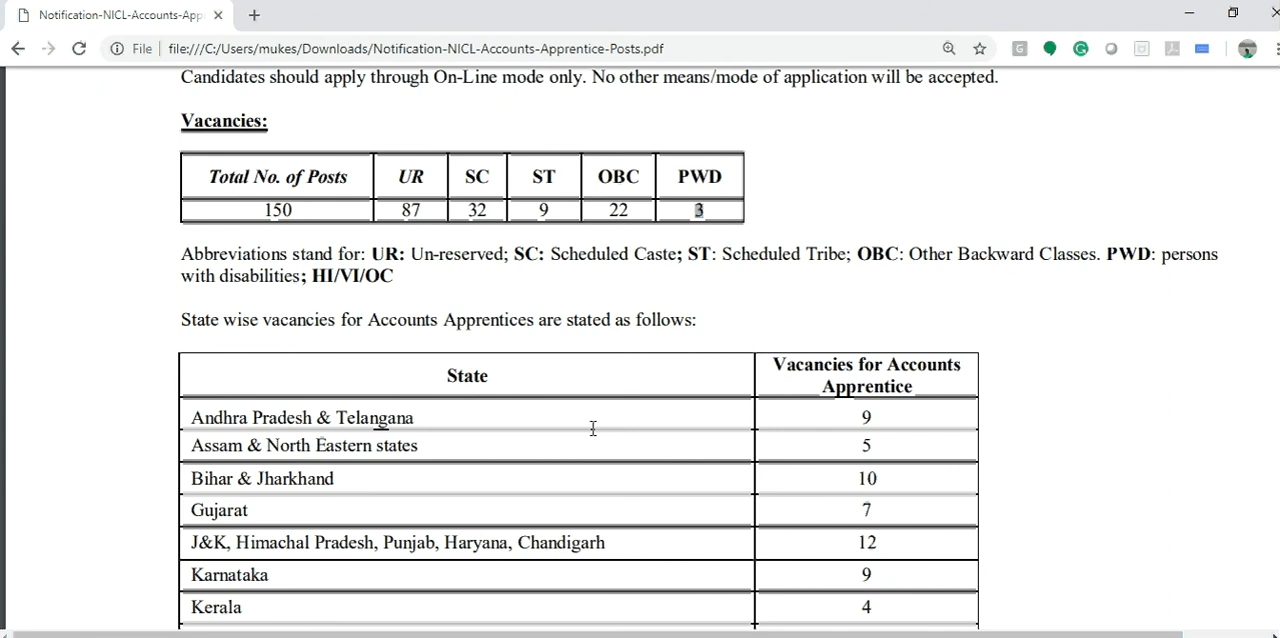 Notification-NICL-Accounts-App
File
file:///C:/Users/mukes/Downloads/Notification-NICL-Accounts-Apprentice-Posts.pdf
Candidates should apply through On-Line mode only. No other means/mode of application will be accepted.
Vacancies:
Total No. of Posts UR SC ST OBC PWD
150 87 32 9 22 3
Abbreviations stand for: UR: Un-reserved; SC: Scheduled Caste; ST: Scheduled Tribe; OBC: Other Backward Classes. PWD: persons
with disabilities; HI/VI/OC
State wise vacancies for Accounts Apprentices are stated as follows:
State Vacancies for Accounts
Apprentice
Andhra Pradesh & Telangana 9
Assam & North Eastern states 5
Bihar & Jharkhand 10
Gujarat 7
J&K, Himachal Pradesh, Punjab, Haryana, Chandigarh 12
Karnataka 9
Kerala 4